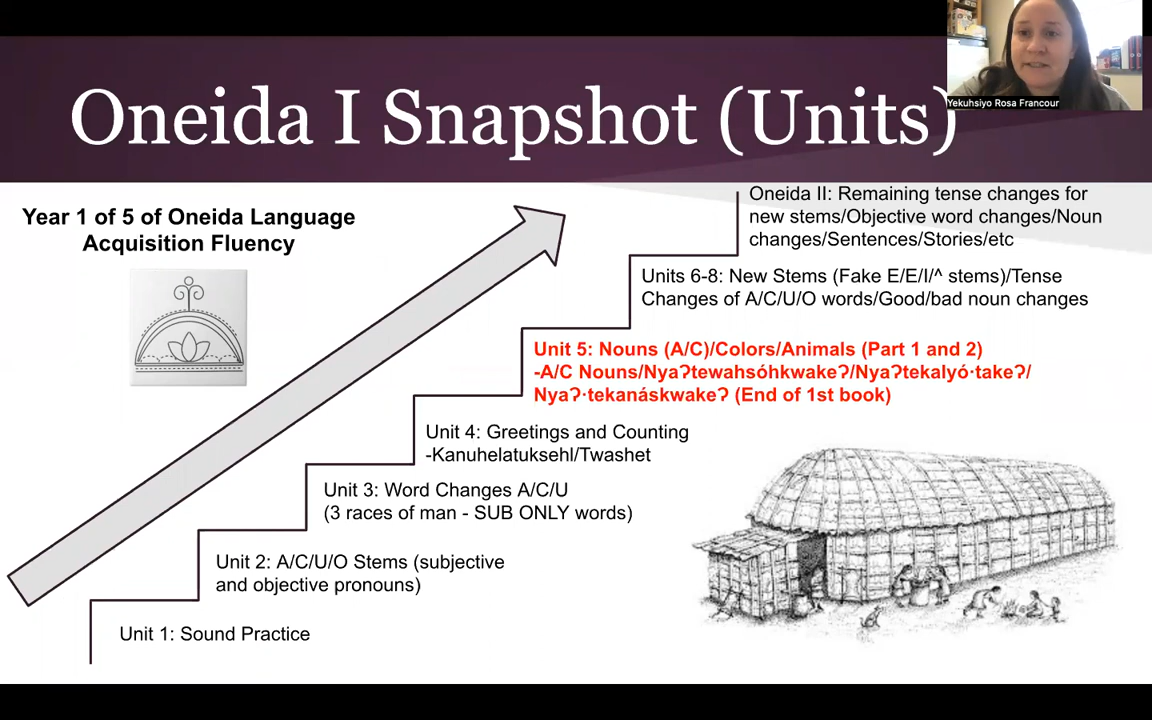 Oneida I Snapshot (Units)
Yekuhsiyo Rosa Francour
Year 1 of 5 of Oneida Language
Acquisition Fluency
Oneida II: Remaining tense changes for
new stems/Objective word changes/Noun
changes/Sentences/Stories/etc
Units 6-8: New Stems (Fake E/E/I/^ stems)/Tense
Changes of A/C/U/O words/Good/bad noun changes
Unit 5: Nouns (A/C)/Colors/Animals (Part 1 and 2)
-A/C Nouns/Nyaʔtewahsóhkwakeʔ/Nyaʔtekalyó·takeʔ/
Nyaʔ·tekanáskwakeʔ (End of 1st book)
Unit 4: Greetings and Counting
-Kanuhelatuksehl/Twashet
Unit 3: Word Changes A/C/U
(3 races of man - SUB ONLY words)
Unit 2: A/C/U/O Stems (subjective
and objective pronouns)
Unit 1: Sound Practice